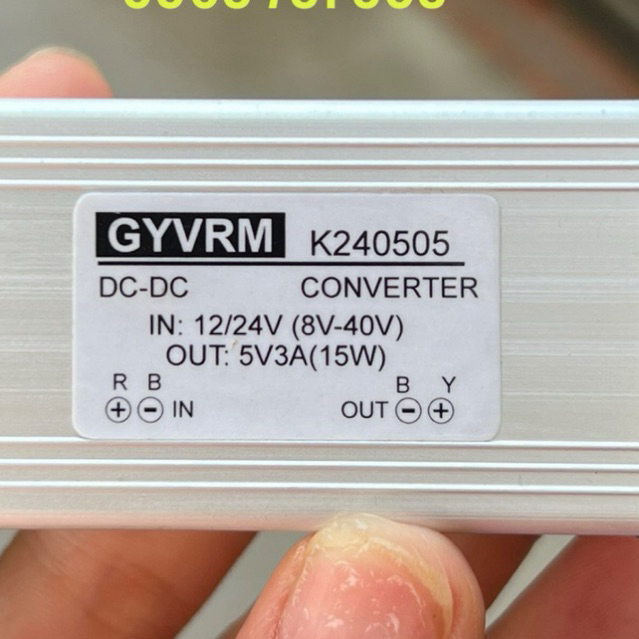 GYVRM K240505
DC-DC CONVERTER
IN: 12/24V (8V-40V)
OUT: 5V3A(15W)
R B B Y
+ - IN OUT - +